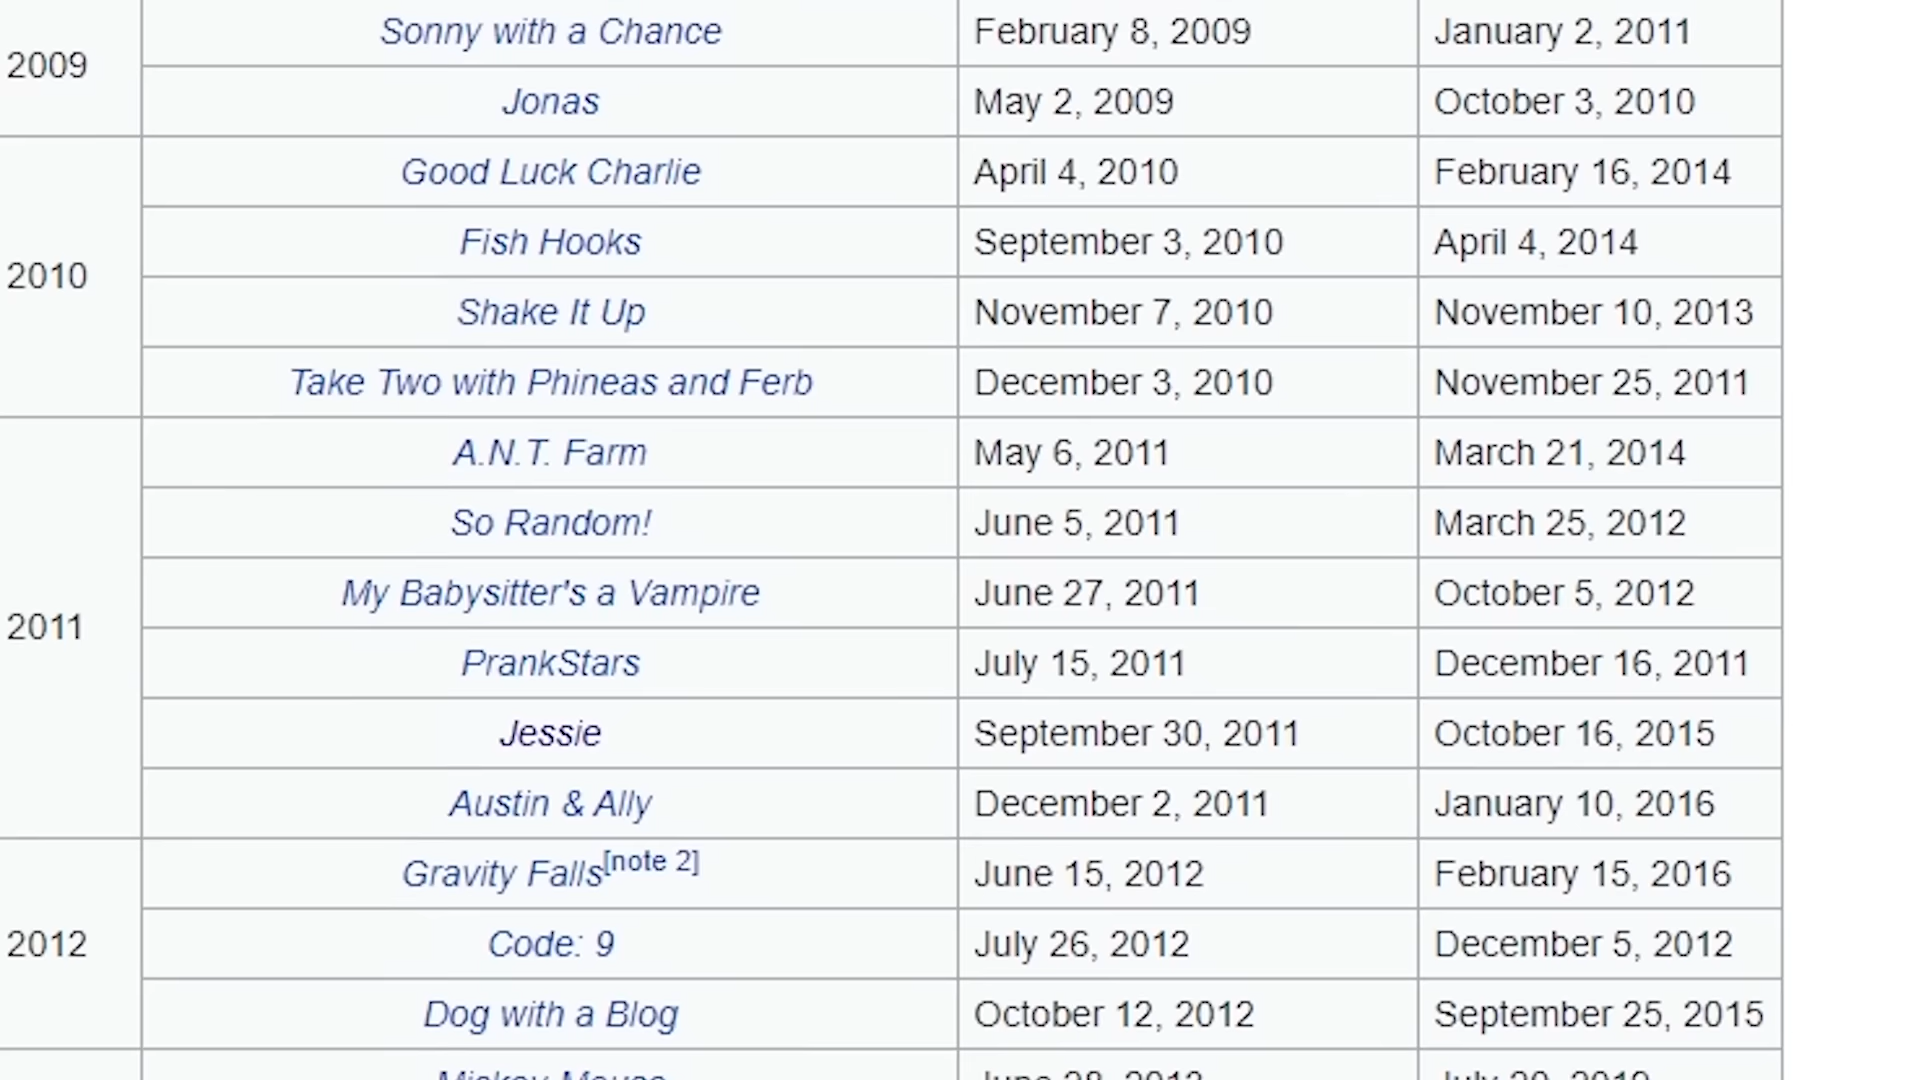 2009
Sonny with a Chance February 8, 2009 January 2, 2011
Jonas May 2, 2009 October 3, 2010
2010
Good Luck Charlie April 4, 2010 February 16, 2014
Fish Hooks September 3, 2010 April 4, 2014
Shake It Up November 7, 2010 November 10, 2013
Take Two with Phineas and Ferb December 3, 2010 November 25, 2011
2011
A.N.T. Farm May 6, 2011 March 21, 2014
So Random! June 5, 2011 March 25, 2012
My Babysitter's a Vampire June 27, 2011 October 5, 2012
PrankStars July 15, 2011 December 16, 2011
Jessie September 30, 2011 October 16, 2015
Austin & Ally December 2, 2011 January 10, 2016
2012
Gravity Falls[note 2] June 15, 2012 February 15, 2016
Code: 9 July 26, 2012 December 5, 2012
Dog with a Blog October 12, 2012 September 25, 2015
Mickey Mouse